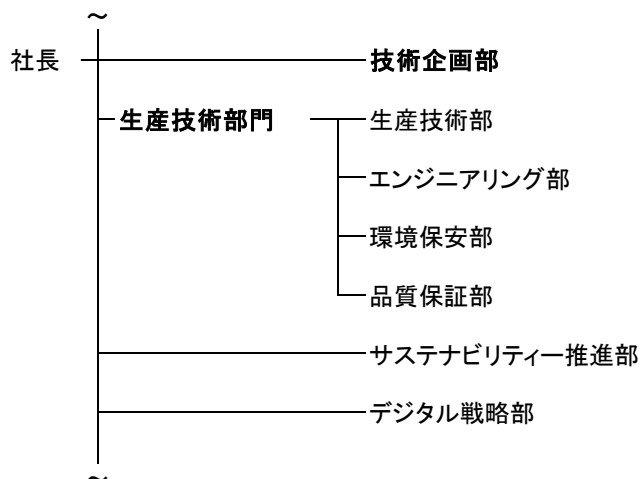 ～
社長 技術企画部
生産技術部門 生産技術部
エンジニアリング部
環境保安部
品質保証部
サステナビリティー推進部
デジタル戦略部
～